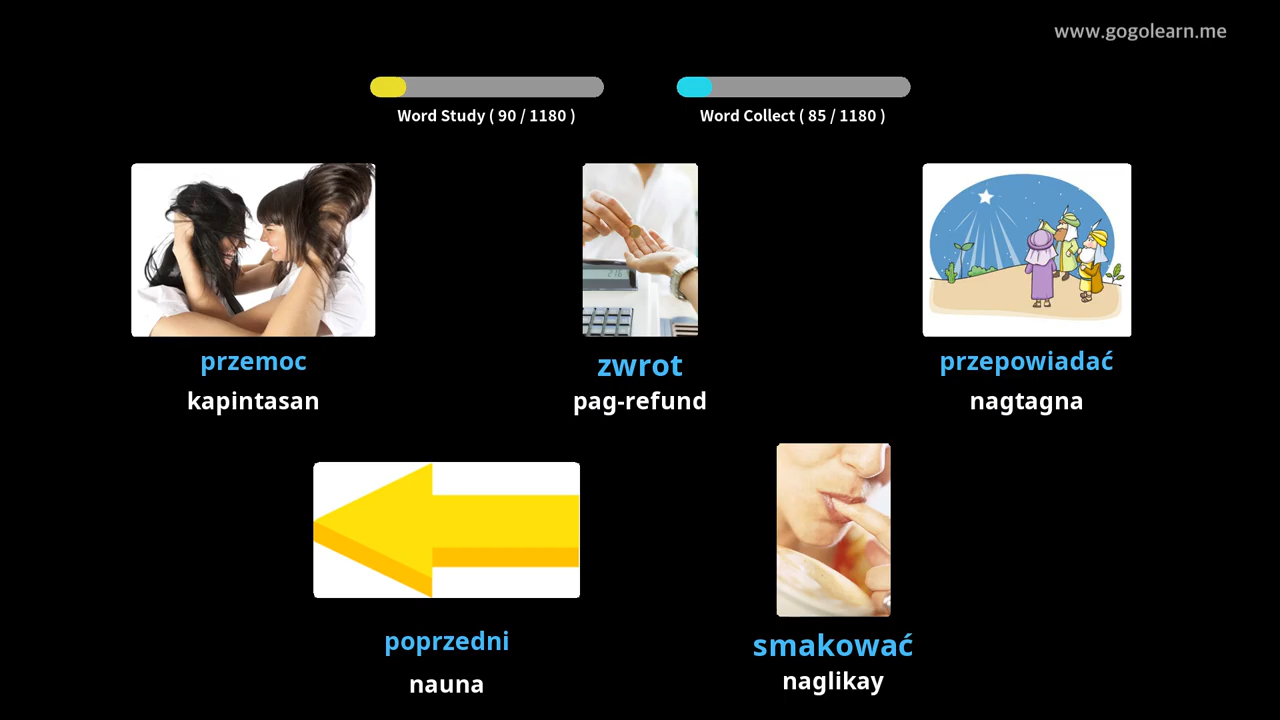 www.gogolearn.me
Word Study ( 90 / 1180 )
Word Collect ( 85 / 1180 )
przemoc
kapintasan
zwrot
pag-refund
przepowiadać
nagtagna
poprzedni
nauna
smakować
naglikay